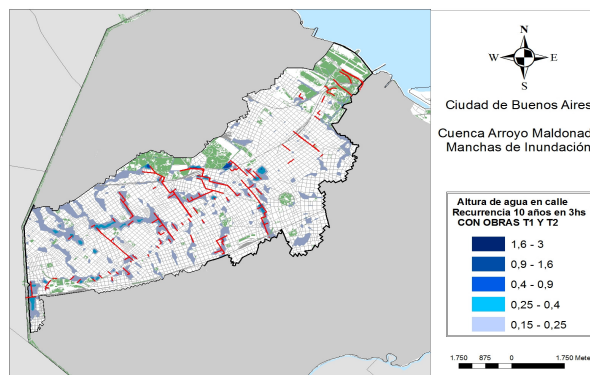 N
W E
S
Ciudad de Buenos Aires
Cuenca Arroyo Maldonad
Manchas de Inundación
Altura de agua en calle
Recurrencia 10 años en 3hs
CON OBRAS T1 Y T2
1,6 - 3
0,9 - 1,6
0,4 - 0,9
0,25 - 0,4
0,15 - 0,25
1.750 875 0 1.750 Mete